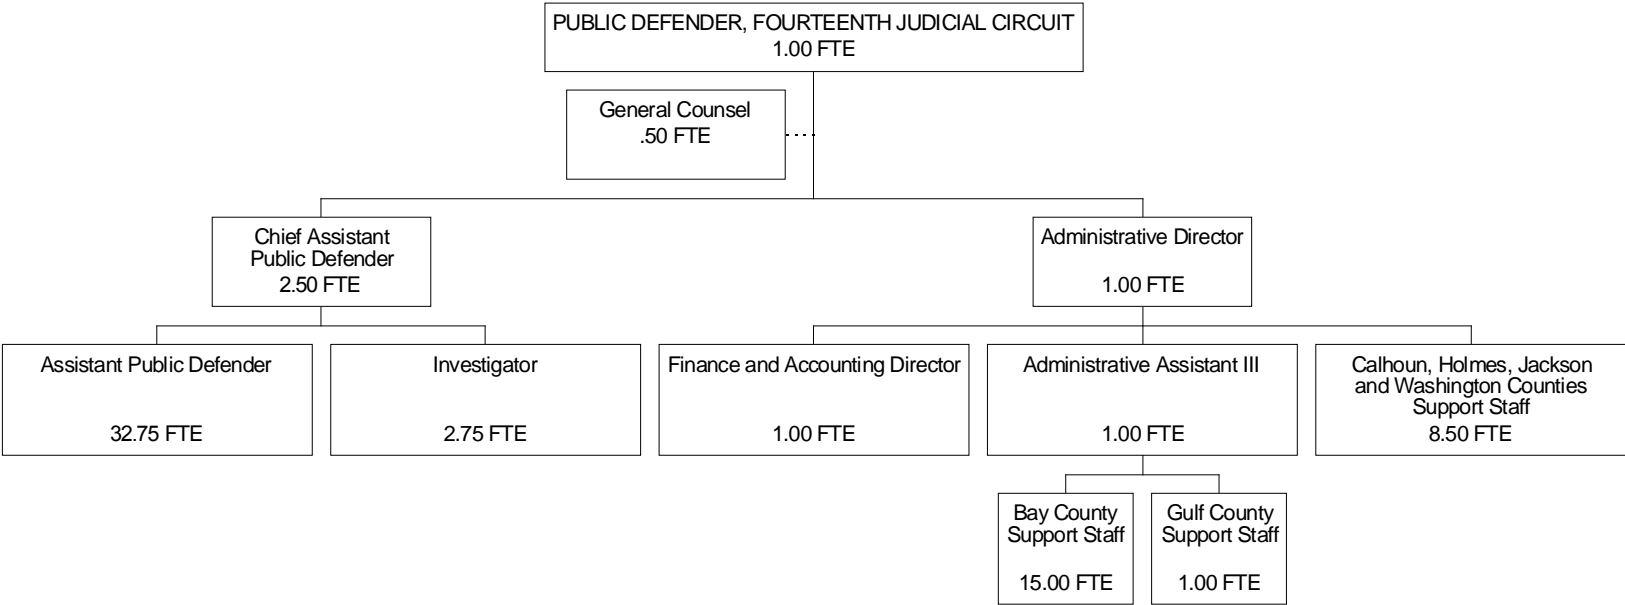 PUBLIC DEFENDER, FOURTEENTH JUDICIAL CIRCUIT
1.00 FTE
General Counsel
.50 FTE
Chief Assistant
Public Defender
2.50 FTE
Administrative Director
1.00 FTE
Assistant Public Defender
32.75 FTE
Investigator
2.75 FTE
Finance and Accounting Director
1.00 FTE
Administrative Assistant III
1.00 FTE
Calhoun, Holmes, Jackson
and Washington Counties
Support Staff
8.50 FTE
Bay County
Support Staff
15.00 FTE
Gulf County
Support Staff
1.00 FTE